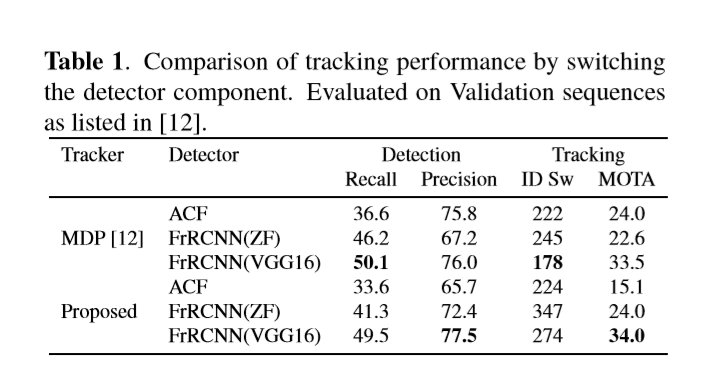 Table 1. Comparison of tracking performance by switching
the detector component. Evaluated on Validation sequences
as listed in [12].
Tracker Detector Detection Tracking
Recall Precision ID Sw MOTA
ACF 36.6 75.8 222 24.0
MDP [12] FrRCNN(ZF) 46.2 67.2 245 22.6
FrRCNN(VGG16) 50.1 76.0 178 33.5
ACF 33.6 65.7 224 15.1
Proposed FrRCNN(ZF) 41.3 72.4 347 24.0
FrRCNN(VGG16) 49.5 77.5 274 34.0